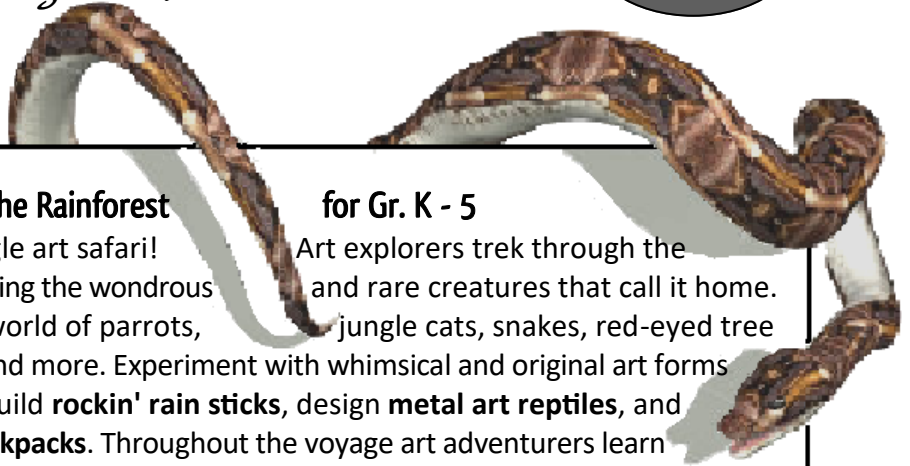 he Rainforest for Gr. K - 5
gle art safari! Art explorers trek through the
ing the wondrous and rare creatures that call it home.
world of parrots, jungle cats, snakes, red-eyed tree
nd more. Experiment with whimsical and original art forms
uild rockin' rain sticks, design metal art reptiles, and
kpacks. Throughout the voyage art adventurers learn